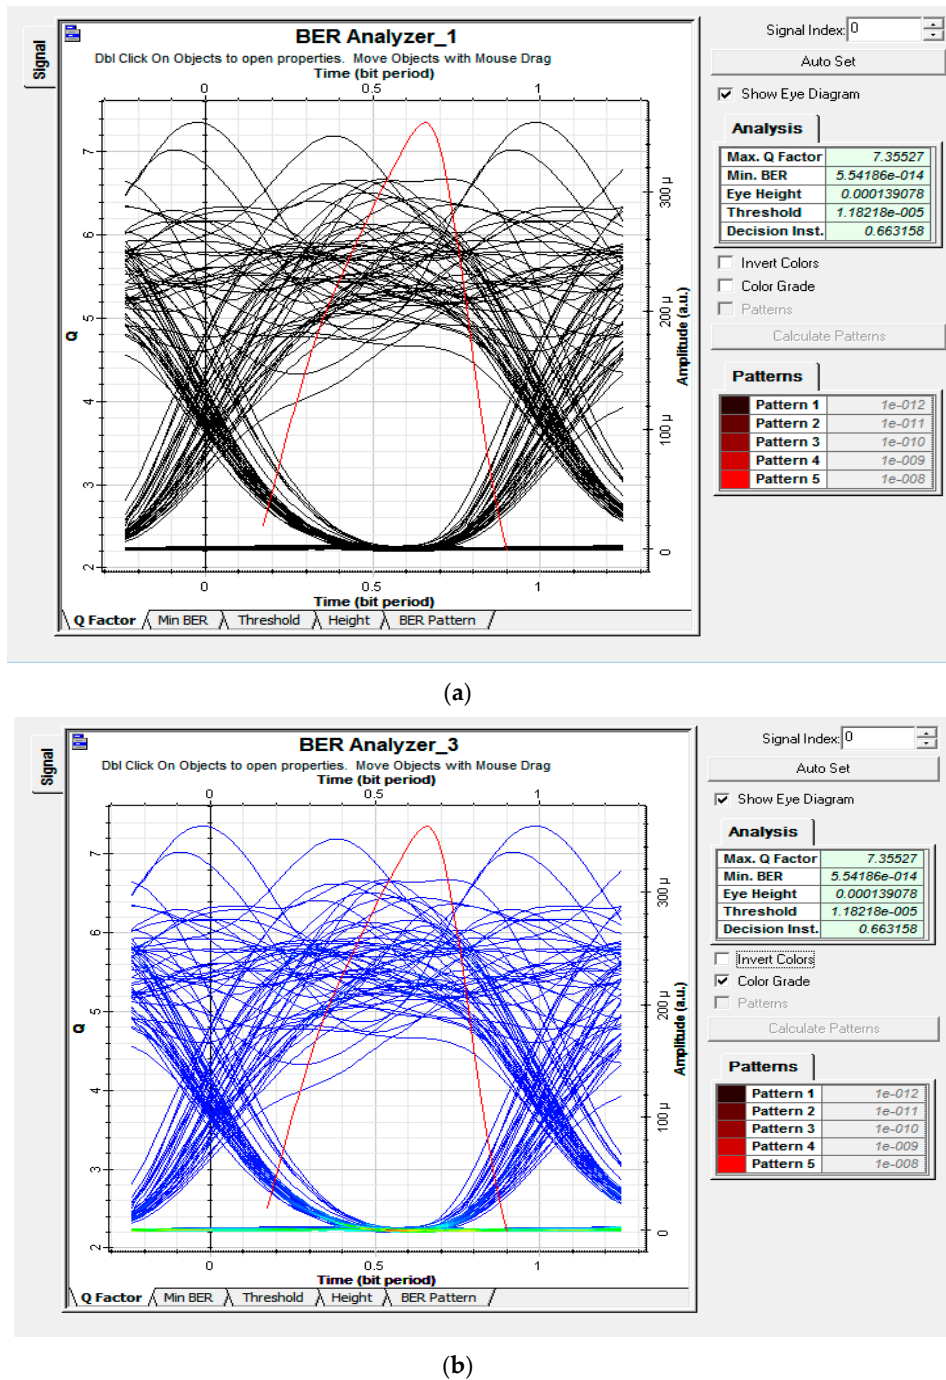 BER Analyzer_1
Dbl Click On Objects to open properties. Move Objects with Mouse Drag
Time (bit period)
0 0.5 1
Signal
Q
7
6
5
4
3
2
Amplitude (a.u.)
300 µ
200 µ
100 µ
0
0 0.5 1
Time (bit period)
Q Factor Min BER Threshold Height BER Pattern
Signal Index: 0
Auto Set
Show Eye Diagram
Analysis
Max. Q Factor 7.35527
Min. BER 5.54186e-014
Eye Height 0.000139078
Threshold 1.18218e-005
Decision Inst. 0.663158
Invert Colors
Color Grade
Patterns
Calculate Patterns
Patterns
Pattern 1 1e-012
Pattern 2 1e-011
Pattern 3 1e-010
Pattern 4 1e-009
Pattern 5 1e-008
(a)
BER Analyzer_3
Dbl Click On Objects to open properties. Move Objects with Mouse Drag
Time (bit period)
0 0.5 1
Signal
Q
7
6
5
4
3
2
Amplitude (a.u.)
300 µ
200 µ
100 µ
0
0 0.5 1
Time (bit period)
Q Factor Min BER Threshold Height BER Pattern
Signal Index: 0
Auto Set
Show Eye Diagram
Analysis
Max. Q Factor 7.35527
Min. BER 5.54186e-014
Eye Height 0.000139078
Threshold 1.18218e-005
Decision Inst. 0.663158
Invert Colors
Color Grade
Patterns
Calculate Patterns
Patterns
Pattern 1 1e-012
Pattern 2 1e-011
Pattern 3 1e-010
Pattern 4 1e-009
Pattern 5 1e-008
(b)